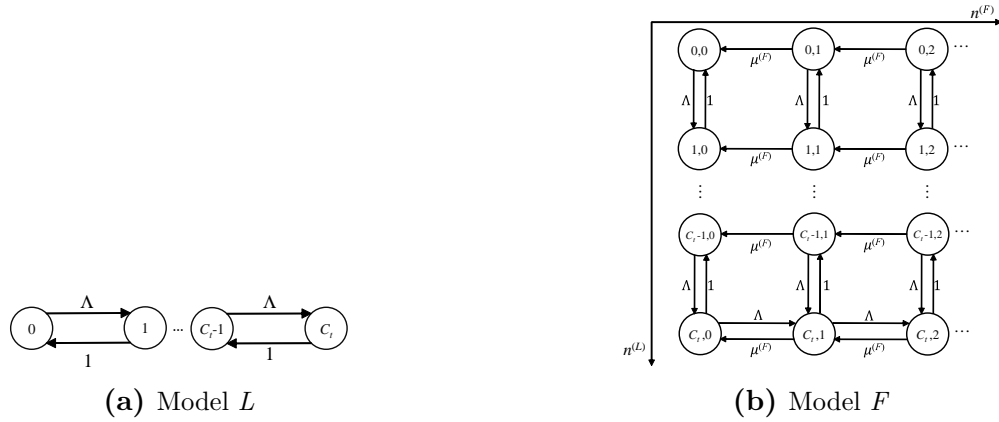 n^(F)
0,0 0,1 0,2 ...
μ^(F) μ^(F)
Λ 1 Λ 1 Λ 1
1,0 1,1 1,2 ...
μ^(F) μ^(F)
⋮ ⋮ ⋮
C_t-1,0 C_t-1,1 C_t-1,2 ...
μ^(F) μ^(F)
Λ 1 Λ 1 Λ 1
Λ Λ
C_t,0 C_t,1 C_t,2 ...
μ^(F) μ^(F)
n^(L)
Λ Λ
0 1 ... C_t-1 C_t
1 1
(a) Model L
(b) Model F